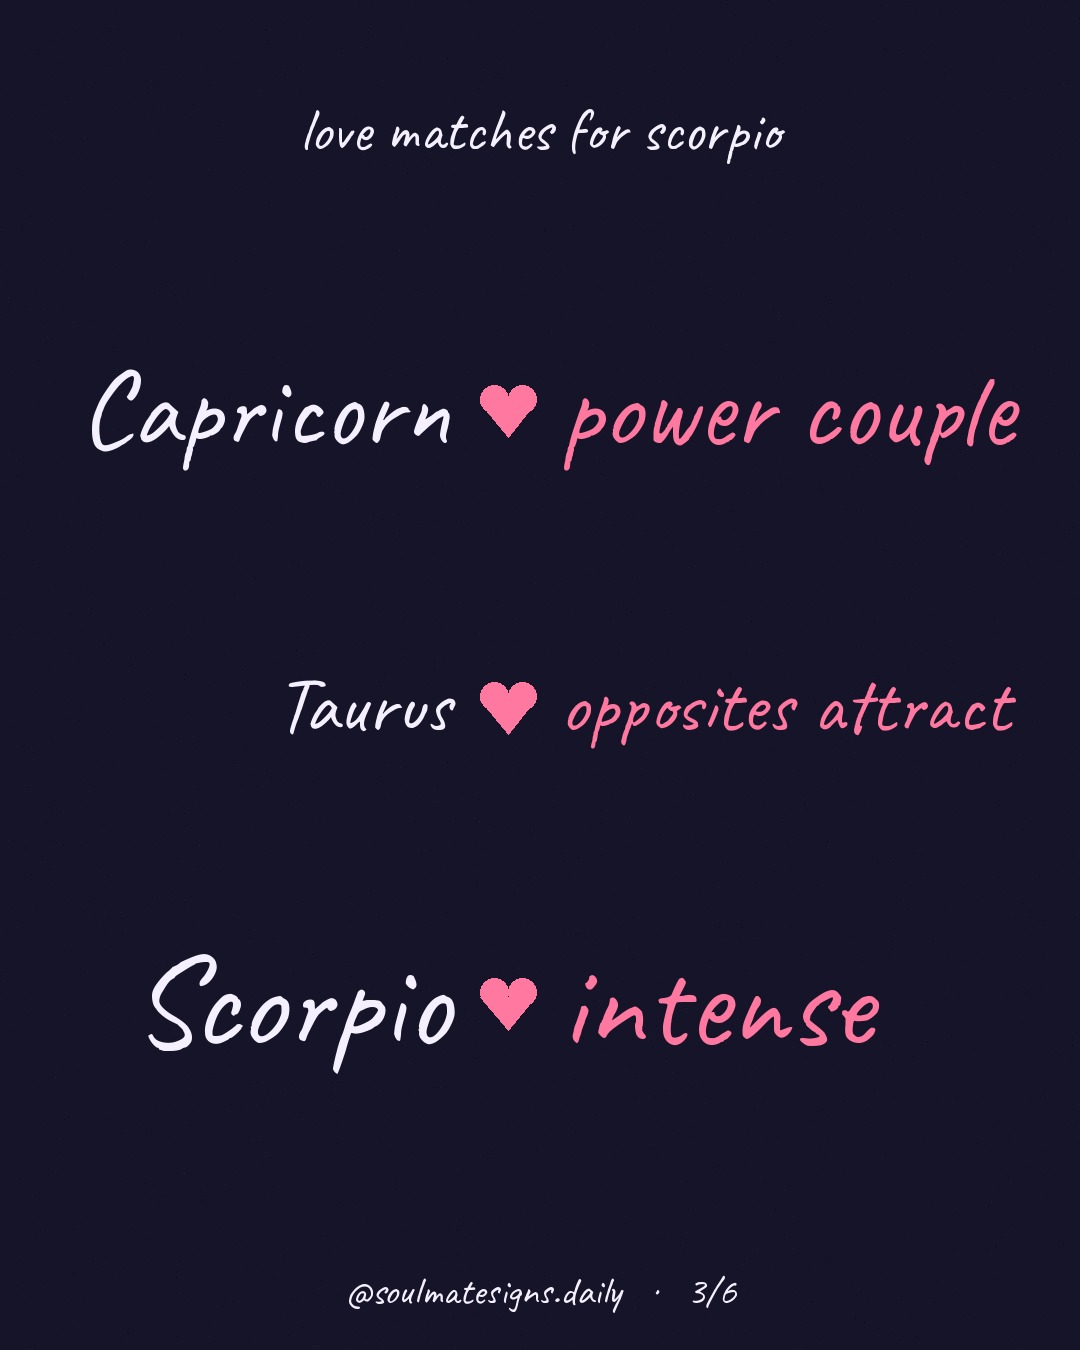 love matches for scorpio
Capricorn ♥ power couple
Taurus ♥ opposites attract
Scorpio ♥ intense
@soulmatesigns.daily · 3/6